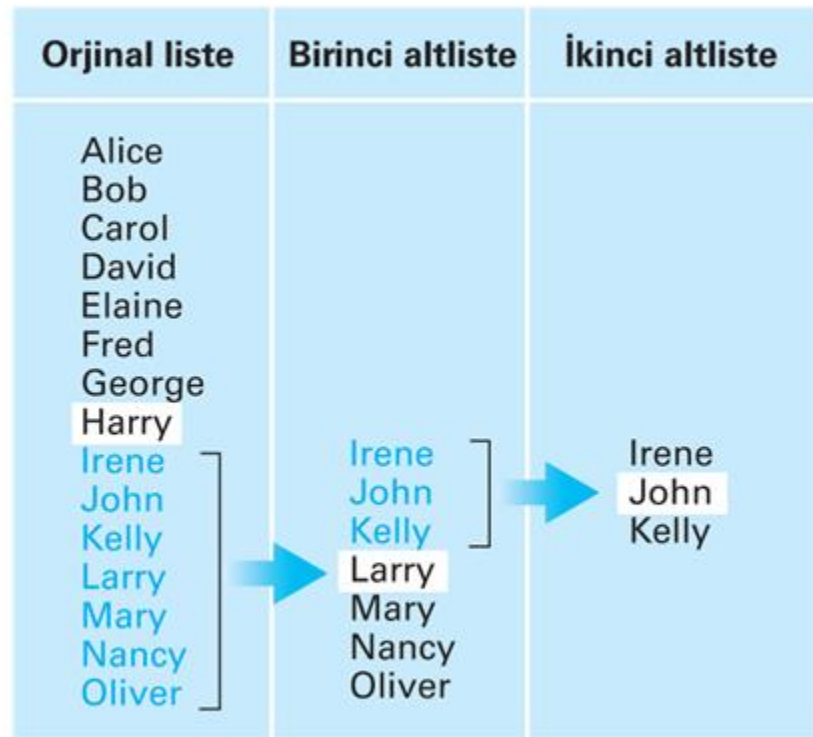 Orjinal liste
Birinci altliste
İkinci altliste
Alice
Bob
Carol
David
Elaine
Fred
George
Harry
Irene
John
Kelly
Larry
Mary
Nancy
Oliver
Irene
John
Kelly
Larry
Mary
Nancy
Oliver
Irene
John
Kelly